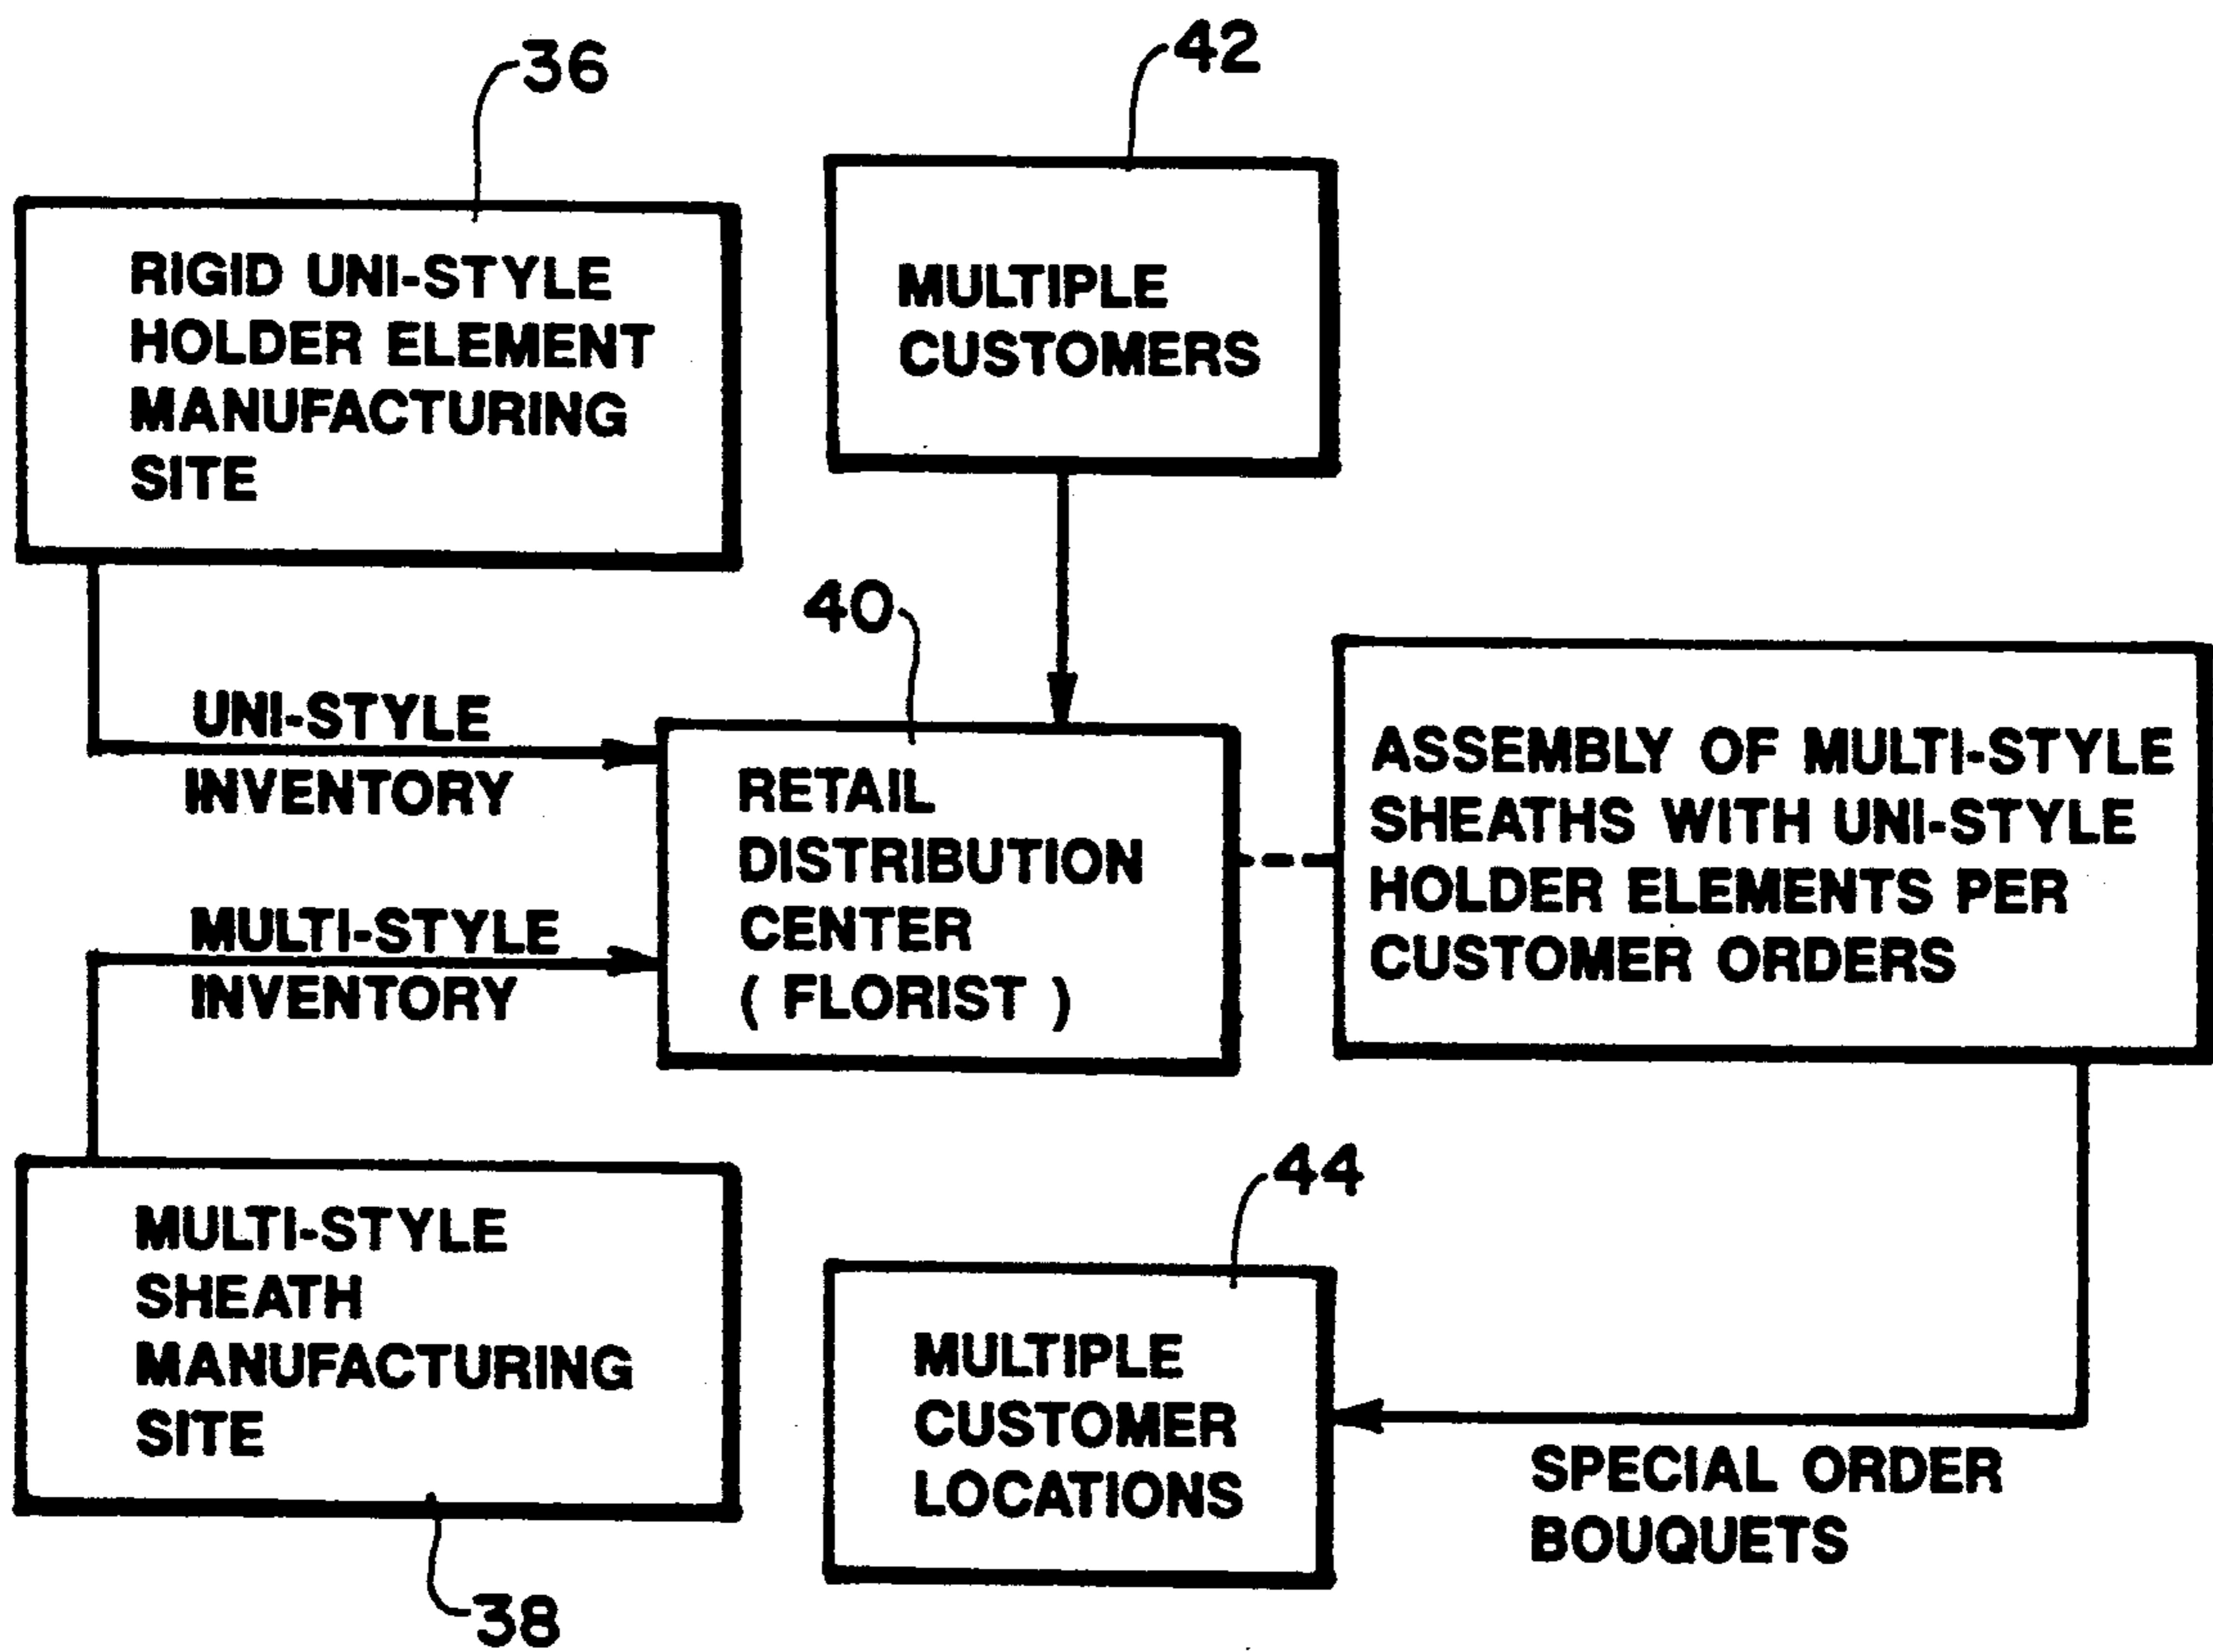 36
RIGID UNI-STYLE
HOLDER ELEMENT
MANUFACTURING
SITE
42
MULTIPLE
CUSTOMERS
UNI-STYLE
INVENTORY
MULTI-STYLE
INVENTORY
40
RETAIL
DISTRIBUTION
CENTER
( FLORIST )
ASSEMBLY OF MULTI-STYLE
SHEATHS WITH UNI-STYLE
HOLDER ELEMENTS PER
CUSTOMER ORDERS
MULTI-STYLE
SHEATH
MANUFACTURING
SITE
38
44
MULTIPLE
CUSTOMER
LOCATIONS
SPECIAL ORDER
BOUQUETS